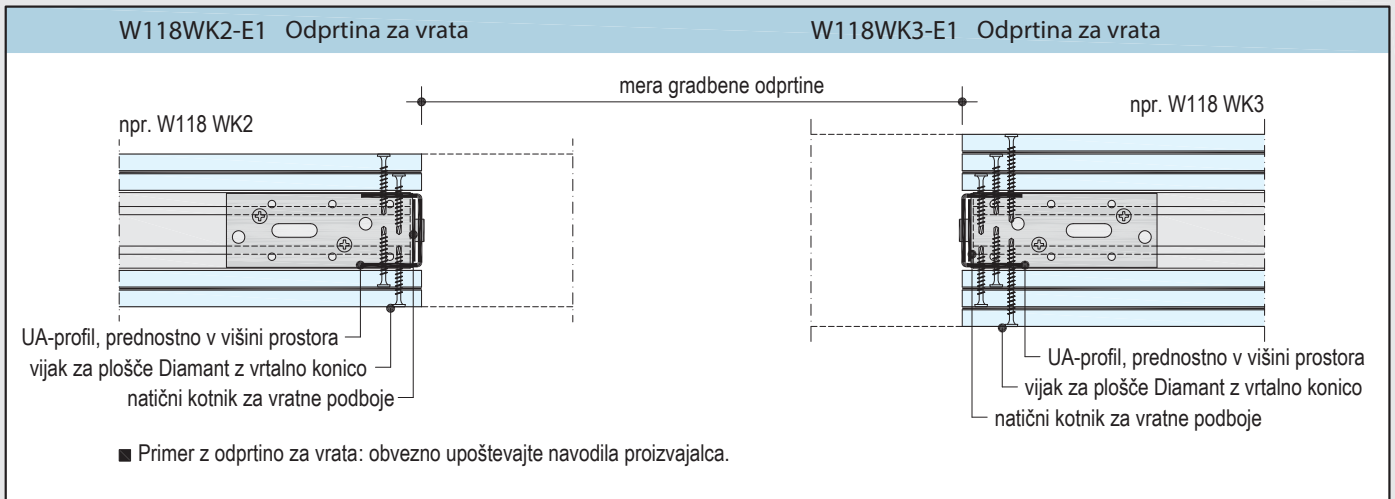 W118WK2-E1 Odprtina za vrata
W118WK3-E1 Odprtina za vrata
mera gradbene odprtine
npr. W118 WK2
npr. W118 WK3
UA-profil, prednostno v višini prostora
vijak za plošče Diamant z vrtalno konico
natični kotnik za vratne podboje
UA-profil, prednostno v višini prostora
vijak za plošče Diamant z vrtalno konico
natični kotnik za vratne podboje
■ Primer z odprtino za vrata: obvezno upoštevajte navodila proizvajalca.